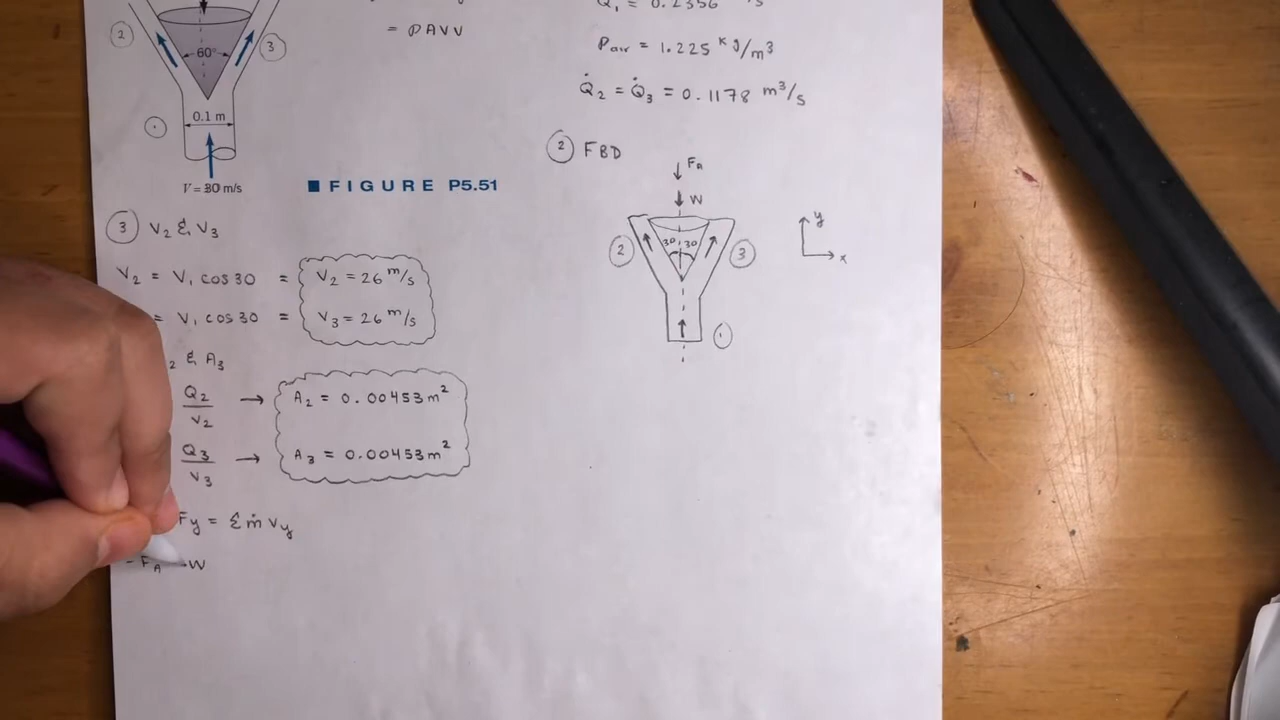 ② 60° ③
0.1 m
①
V = 30 m/s
FIGURE P5.51
= ρAVV
ρair = 1.225 kg/m³
Q̇2 = Q̇3 = 0.1178 m³/s
② FBD
FA
W
② 30 30 ③
①
y
x
③ V2 & V3
V2 = V1 cos 30 = V2 = 26 m/s
= V1 cos 30 = V3 = 26 m/s
2 & A3
Q2/V2 → A2 = 0.00453 m²
Q3/V3 → A3 = 0.00453 m²
Fy = Σ ṁ Vy
- FA - W